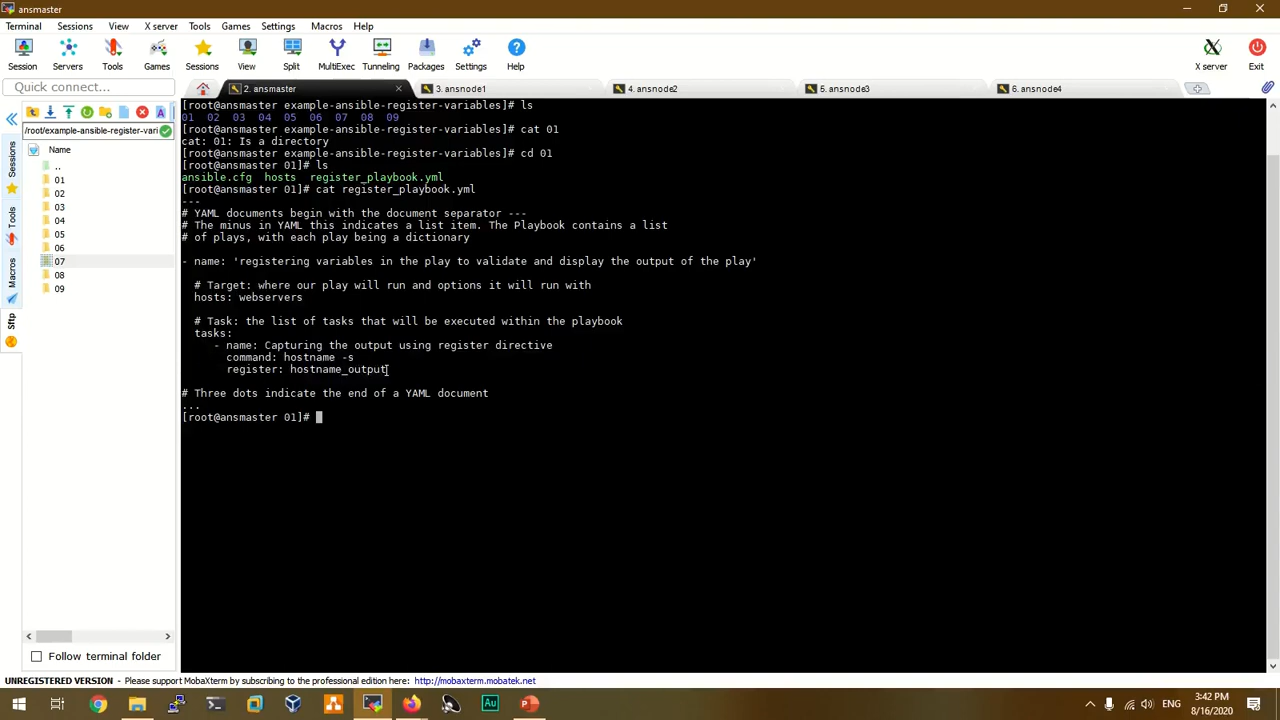 ansmaster
Terminal Sessions View X server Tools Games Settings Macros Help
Session Servers Tools Games Sessions View Split MultiExec Tunneling Packages Settings Help X server Exit
Quick connect...
2. ansmaster 3. ansnode1 4. ansnode2 5. ansnode3 6. ansnode4
/root/example-ansible-register-vari
Name
..
01
02
03
04
05
06
07
08
09
Sessions
Tools
Macros
Sftp
Follow terminal folder
[root@ansmaster example-ansible-register-variables]# ls
01 02 03 04 05 06 07 08 09
[root@ansmaster example-ansible-register-variables]# cat 01
cat: 01: Is a directory
[root@ansmaster example-ansible-register-variables]# cd 01
[root@ansmaster 01]# ls
ansible.cfg hosts register_playbook.yml
[root@ansmaster 01]# cat register_playbook.yml
---
# YAML documents begin with the document separator ---
# The minus in YAML this indicates a list item. The Playbook contains a list
# of plays, with each play being a dictionary
- name: 'registering variables in the play to validate and display the output of the play'
# Target: where our play will run and options it will run with
hosts: webservers
# Task: the list of tasks that will be executed within the playbook
tasks:
- name: Capturing the output using register directive
command: hostname -s
register: hostname_output
# Three dots indicate the end of a YAML document
...
[root@ansmaster 01]#
UNREGISTERED VERSION - Please support MobaXterm by subscribing to the professional edition here: http://mobaxterm.mobatek.net
Au
ENG
3:42 PM
8/16/2020